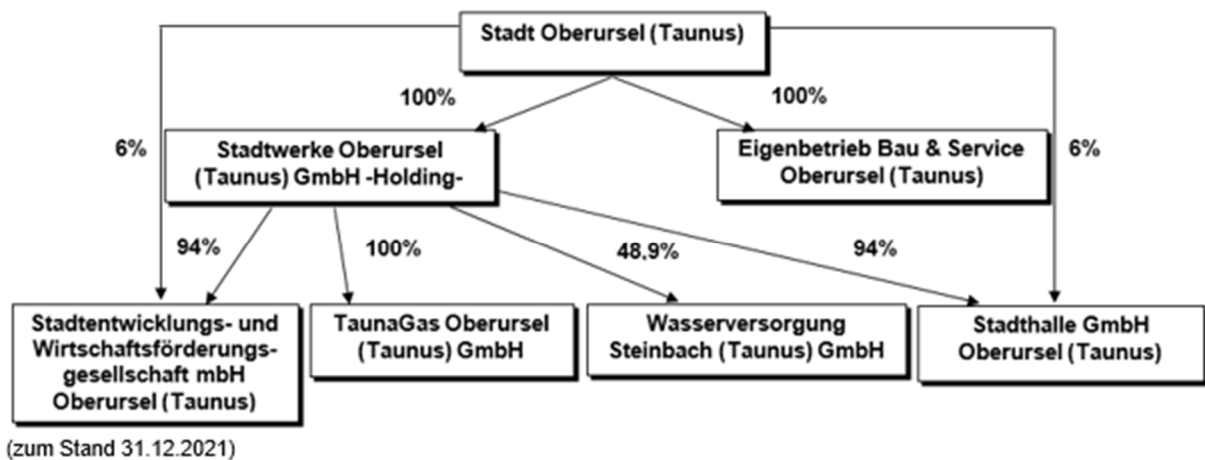 Stadt Oberursel (Taunus)
100%
100%
6%
Stadtwerke Oberursel
(Taunus) GmbH -Holding-
Eigenbetrieb Bau & Service
Oberursel (Taunus)
6%
94%
100%
48,9%
94%
Stadtentwicklungs- und
Wirtschaftsförderungs-
gesellschaft mbH
Oberursel (Taunus)
TaunaGas Oberursel
(Taunus) GmbH
Wasserversorgung
Steinbach (Taunus) GmbH
Stadthalle GmbH
Oberursel (Taunus)
(zum Stand 31.12.2021)